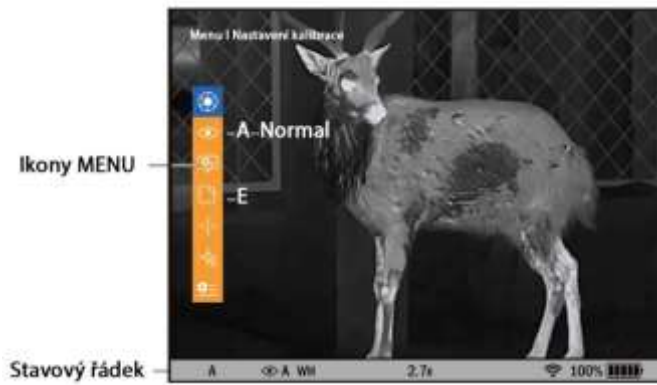 Menu I Nastavení kalibrace
-A-Normal
Ikony MENU
-E
Stavový řádek
A A WH 2.7x 100%